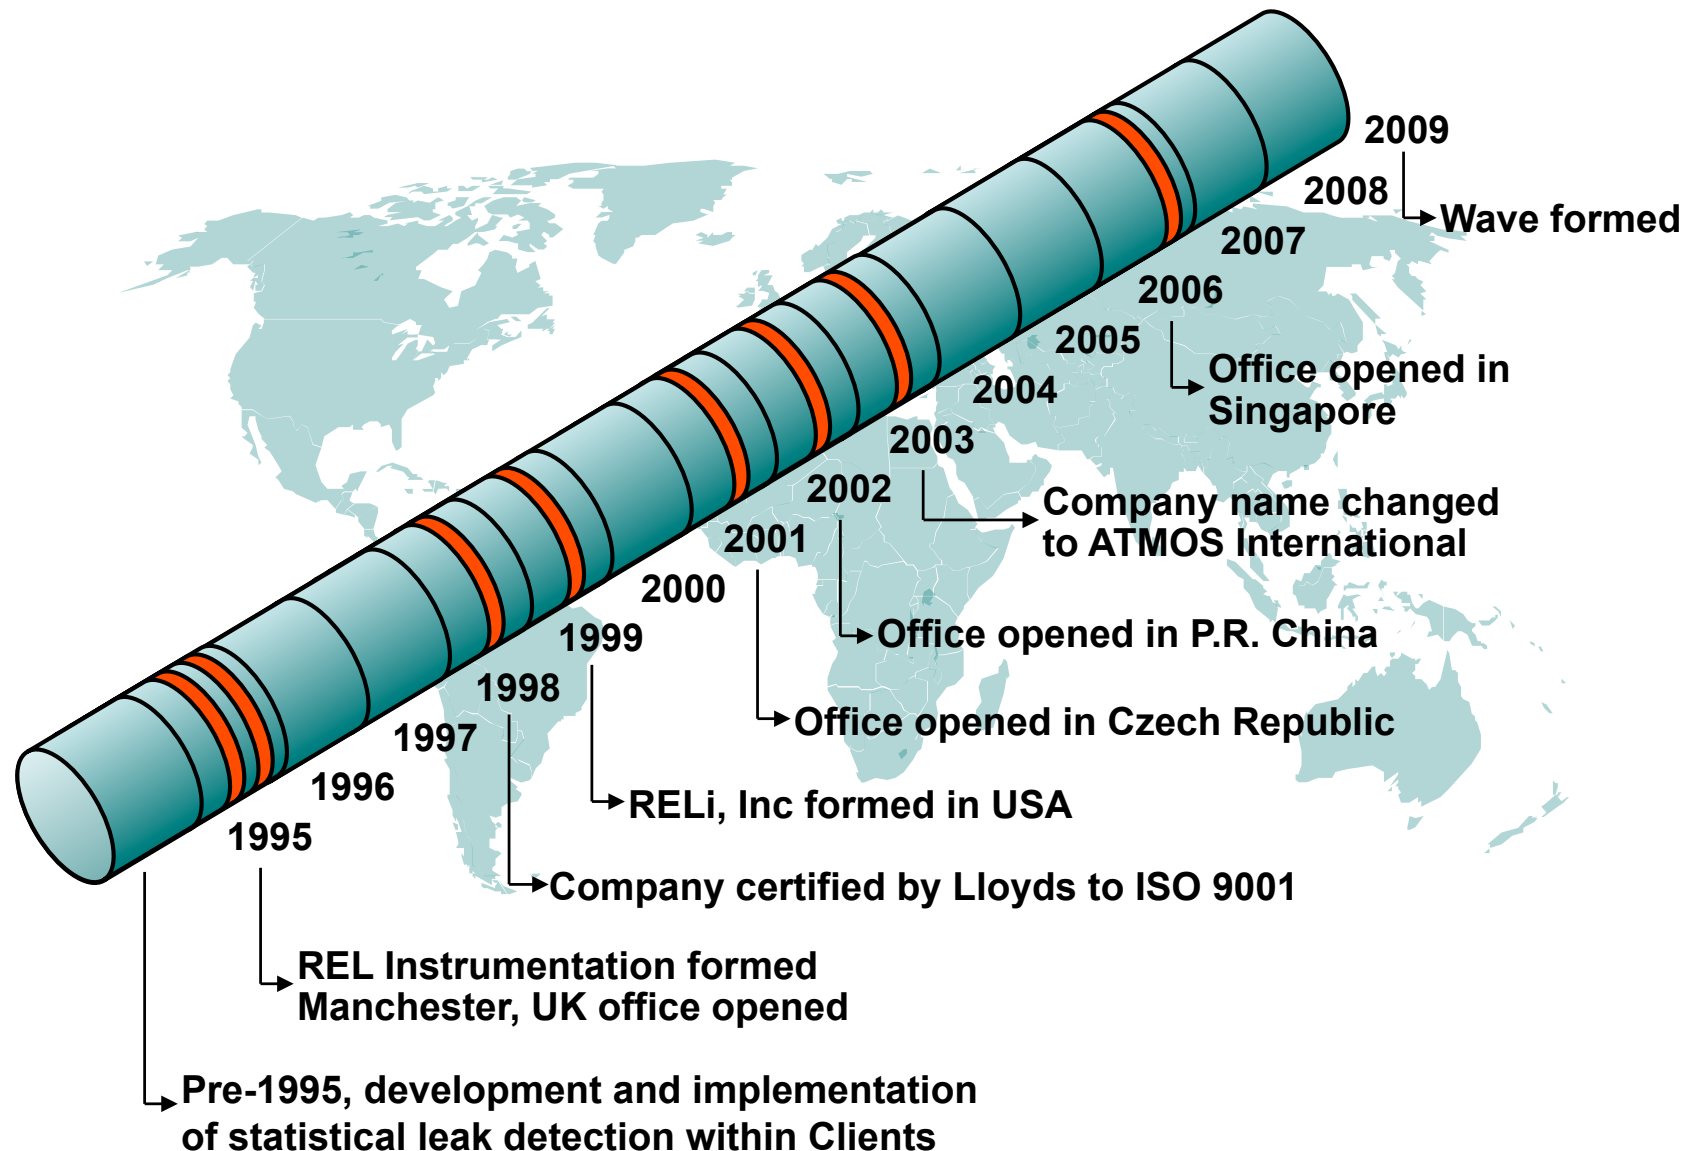 2009
2008
Wave formed
2007
2006
2005
Office opened in
Singapore
2004
2003
2002
Company name changed
to ATMOS International
2001
2000
1999
Office opened in P.R. China
1998
Office opened in Czech Republic
1997
1996
RELi, Inc formed in USA
1995
Company certified by Lloyds to ISO 9001
REL Instrumentation formed
Manchester, UK office opened
Pre-1995, development and implementation
of statistical leak detection within Clients